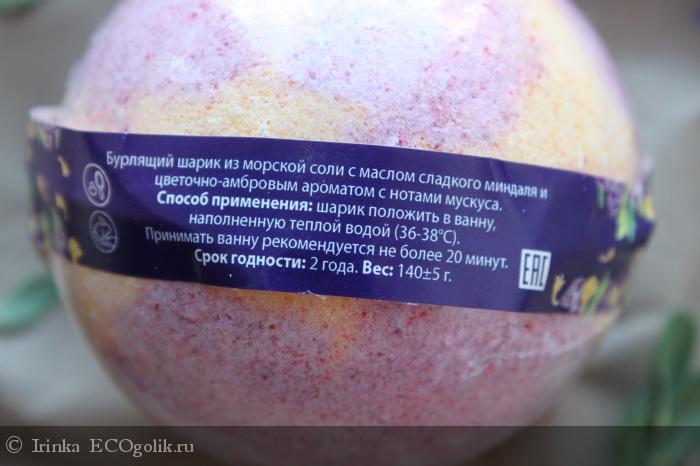 Бурлящий шарик из морской соли с маслом сладкого миндаля и
цветочно-амбровым ароматом с нотами мускуса.
Способ применения: шарик положить в ванну,
наполненную теплой водой (36-38°С).
Принимать ванну рекомендуется не более 20 минут.
Срок годности: 2 года. Вес: 140±5 г.
EAC
© Irinka ECOgolik.ru